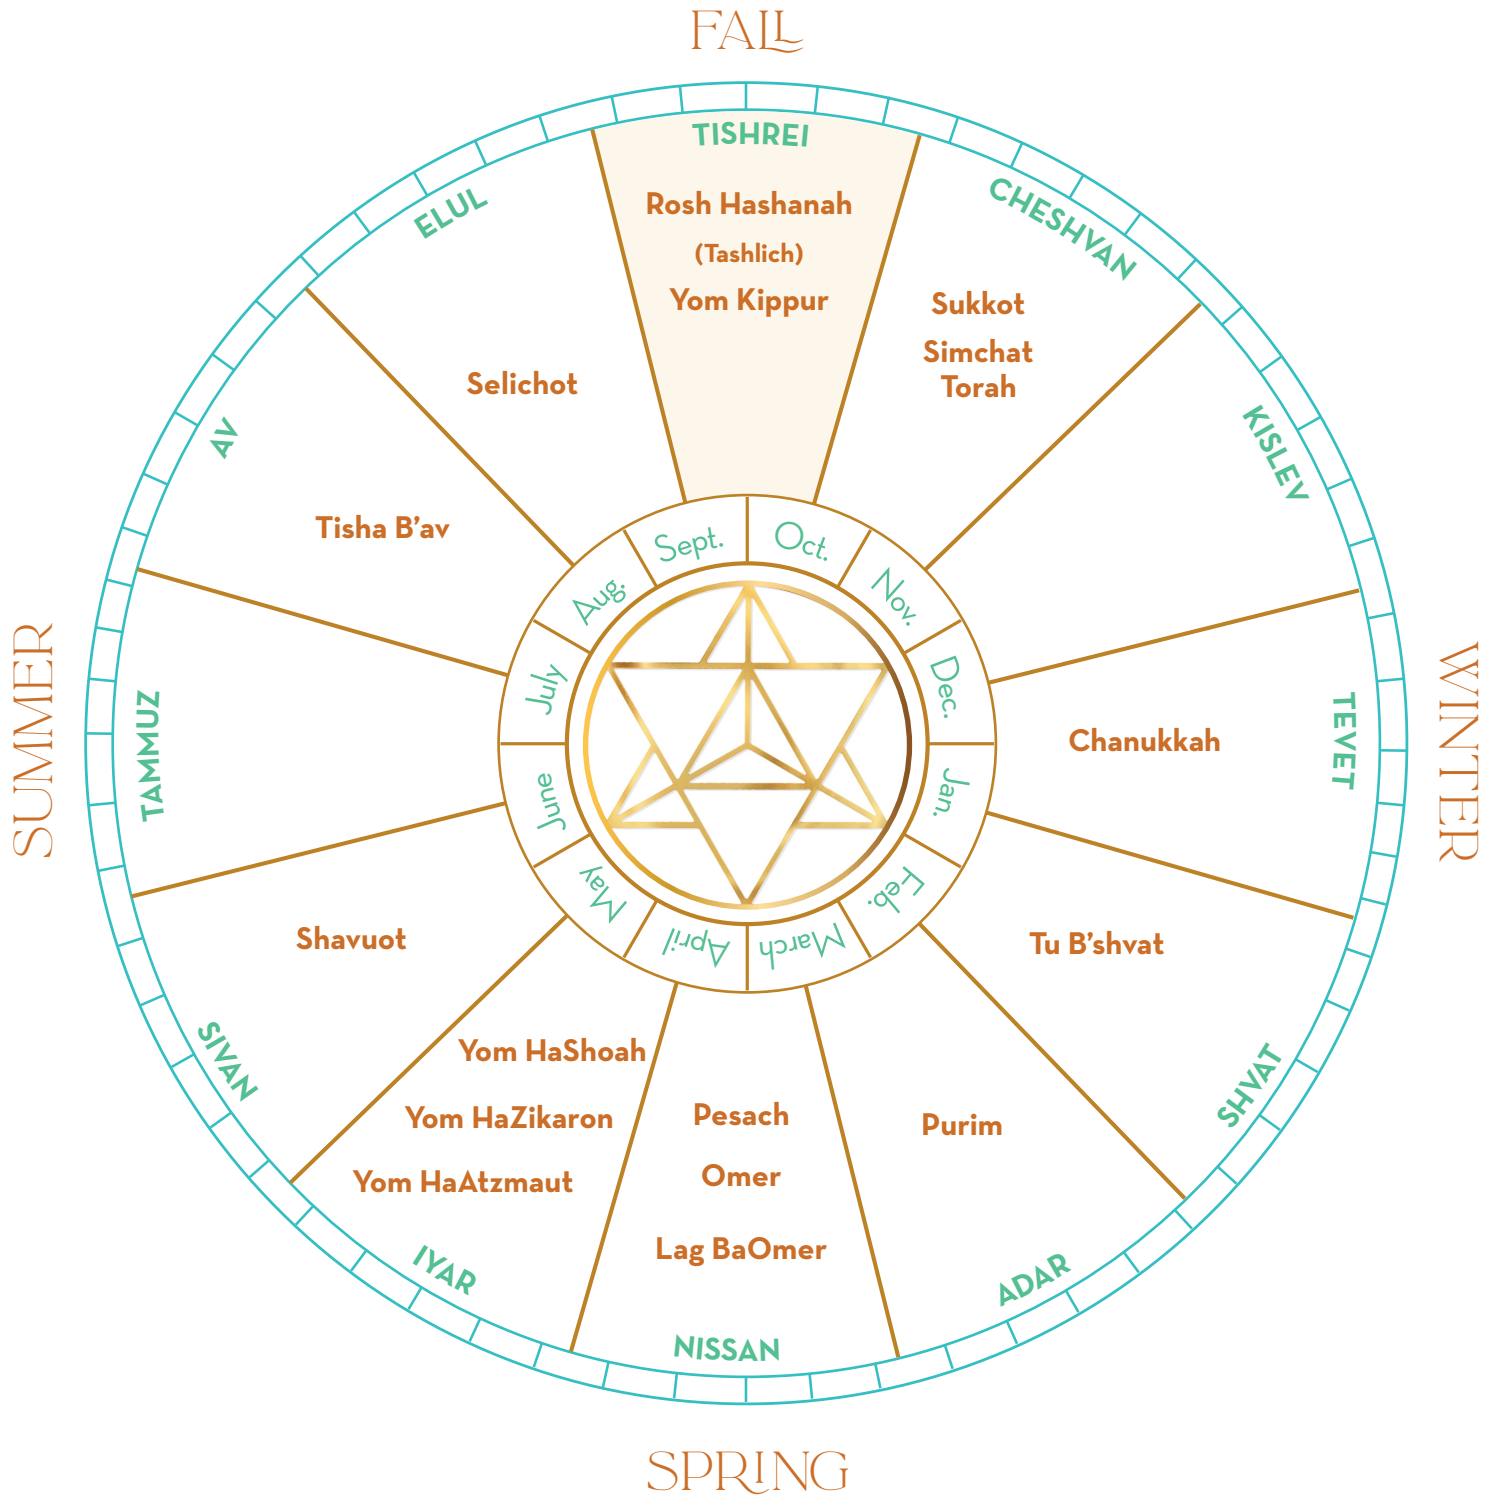 FALL
TISHREI
Rosh Hashanah
(Tashlich)
Yom Kippur
CHESHVAN
Sukkot
Simchat
Torah
KISLEV
WINTER
TEVET
Chanukkah
SHVAT
Tu B’shvat
ADAR
Purim
NISSAN
Pesach
Omer
Lag BaOmer
SPRING
IYAR
Yom HaShoah
Yom HaZikaron
Yom HaAtzmaut
SIVAN
Shavuot
SUMMER
TAMMUZ
AV
Tisha B’av
ELUL
Selichot
Oct.
Nov.
Dec.
Jan.
Feb.
March
April
May
June
July
Aug.
Sept.